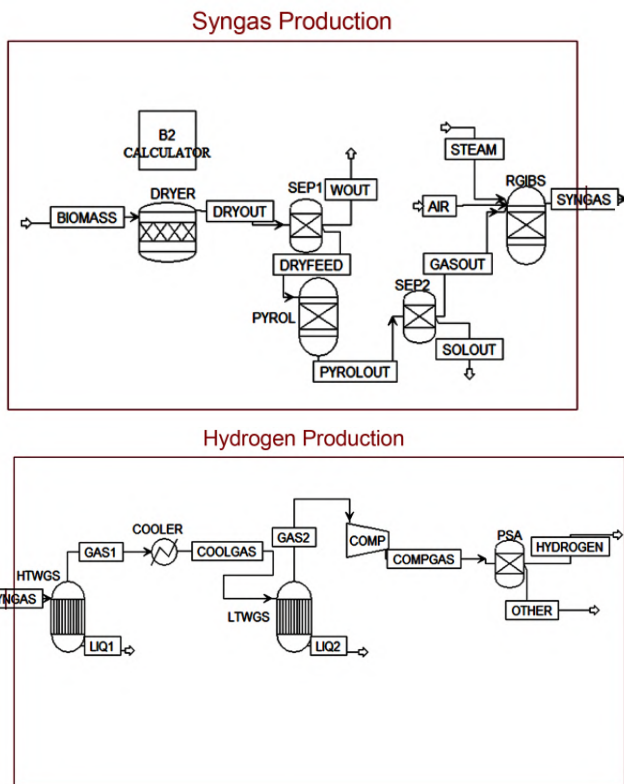 Syngas Production
B2
CALCULATOR
DRYER
BIOMASS
DRYOUT
SEP1
WOUT
DRYFEED
PYROL
PYROLOUT
SEP2
GASOUT
SOLOUT
STEAM
AIR
RGIBS
SYNGAS
Hydrogen Production
YNGAS
HTWGS
GAS1
LIQ1
COOLER
COOLGAS
LTWGS
GAS2
LIQ2
COMP
COMPGAS
PSA
HYDROGEN
OTHER